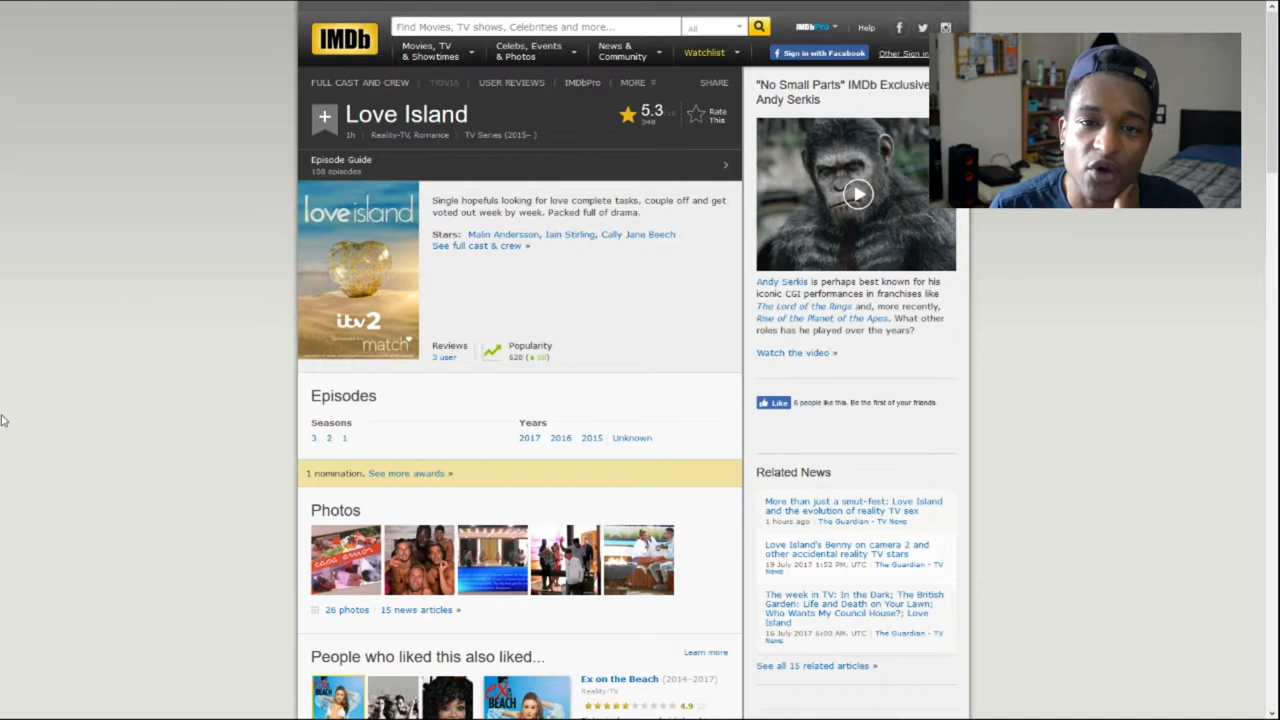 IMDb
Find Movies, TV shows, Celebrities and more...
All
IMDbPro
Help
Movies, TV & Showtimes
Celebs, Events & Photos
News & Community
Watchlist
Sign in with Facebook
Other Sign in
FULL CAST AND CREW
TRIVIA
USER REVIEWS
IMDbPro
MORE
SHARE
Love Island
5.3
348
Rate This
1h
Reality-TV, Romance
TV Series (2015– )
Episode Guide
108 episodes
love island
itv2
match
Single hopefuls looking for love complete tasks, couple off and get
voted out week by week. Packed full of drama.
Stars: Malin Andersson, Iain Stirling, Cally Jane Beech
See full cast & crew »
Reviews
3 user
Popularity
628
Episodes
Seasons
3 2 1
Years
2017 2016 2015 Unknown
1 nomination. See more awards »
Photos
casa amor
26 photos
15 news articles »
People who liked this also liked...
Learn more
EX BEACH
Ex on the Beach (2014-2017)
Reality-TV
4.9
"No Small Parts" IMDb Exclusive
Andy Serkis
Andy Serkis is perhaps best known for his
iconic CGI performances in franchises like
The Lord of the Rings and, more recently,
Rise of the Planet of the Apes. What other
roles has he played over the years?
Watch the video »
Like
6 people like this. Be the first of your friends.
Related News
More than just a smut-fest: Love Island
and the evolution of reality TV sex
1 hours ago | The Guardian - TV News
Love Island's Benny on camera 2 and
other accidental reality TV stars
19 July 2017 1:52 PM, UTC | The Guardian - TV
News
The week in TV: In the Dark; The British
Garden: Life and Death on Your Lawn;
Who Wants My Council House?; Love
Island
16 July 2017 6:00 AM, UTC | The Guardian - TV
News
See all 15 related articles »